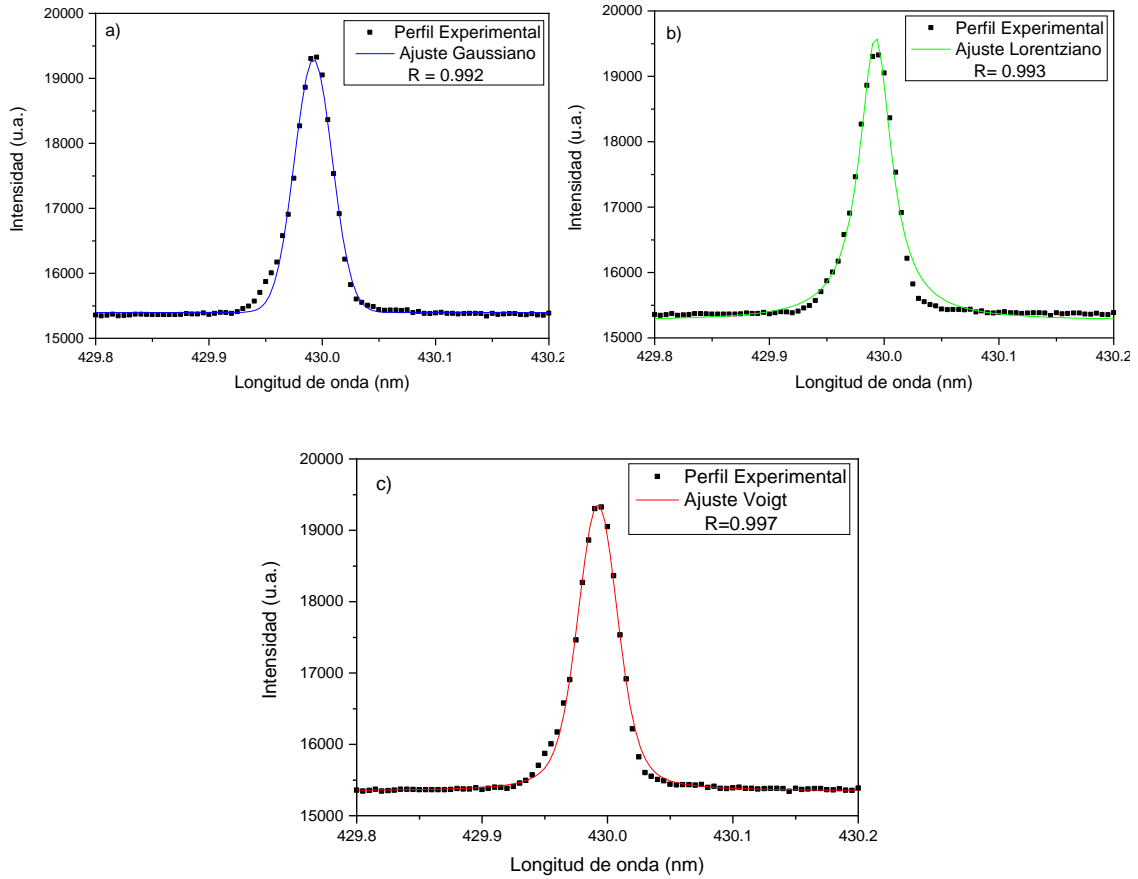 a)
Perfil Experimental
Ajuste Gaussiano
R = 0.992
20000
19000
18000
17000
16000
15000
Intensidad (u.a.)
429.8 429.9 430.0 430.1 430.2
Longitud de onda (nm)
b)
Perfil Experimental
Ajuste Lorentziano
R= 0.993
20000
19000
18000
17000
16000
15000
Intensidad (u.a.)
429.8 429.9 430.0 430.1 430.2
Longitud de onda (nm)
c)
Perfil Experimental
Ajuste Voigt
R=0.997
20000
19000
18000
17000
16000
15000
Intensidad (u.a.)
429.8 429.9 430.0 430.1 430.2
Longitud de onda (nm)